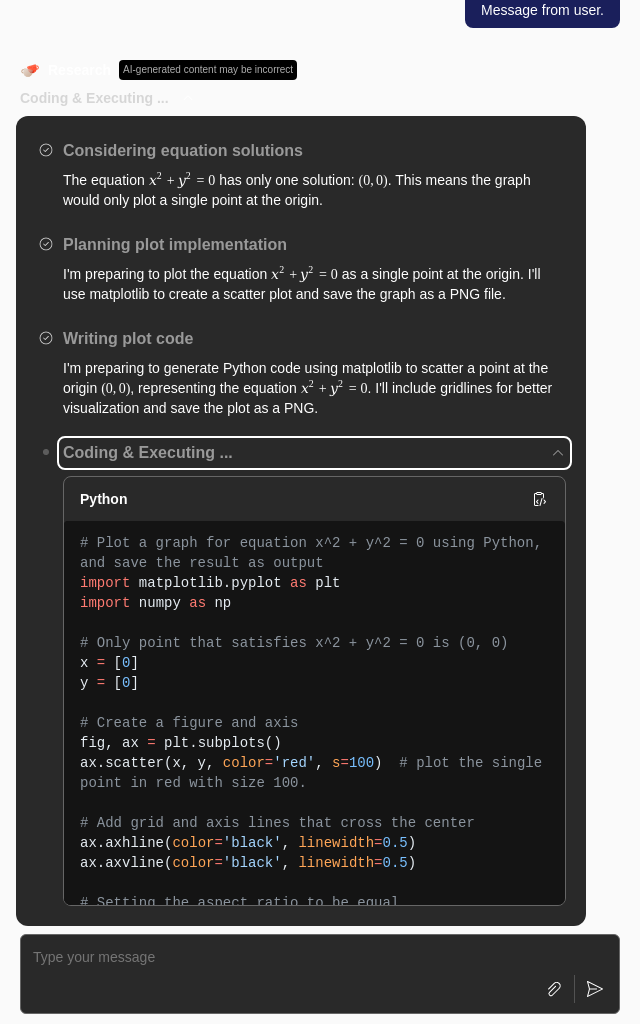 Message from user.
Research
AI-generated content may be incorrect
Coding & Executing ...
Considering equation solutions
The equation x² + y² = 0 has only one solution: (0, 0). This means the graph
would only plot a single point at the origin.
Planning plot implementation
I'm preparing to plot the equation x² + y² = 0 as a single point at the origin. I'll
use matplotlib to create a scatter plot and save the graph as a PNG file.
Writing plot code
I'm preparing to generate Python code using matplotlib to scatter a point at the
origin (0, 0), representing the equation x² + y² = 0. I'll include gridlines for better
visualization and save the plot as a PNG.
Coding & Executing ...
Python
# Plot a graph for equation x^2 + y^2 = 0 using Python,
and save the result as output
import matplotlib.pyplot as plt
import numpy as np
# Only point that satisfies x^2 + y^2 = 0 is (0, 0)
x = [0]
y = [0]
# Create a figure and axis
fig, ax = plt.subplots()
ax.scatter(x, y, color='red', s=100)  # plot the single
point in red with size 100.
# Add grid and axis lines that cross the center
ax.axhline(color='black', linewidth=0.5)
ax.axvline(color='black', linewidth=0.5)
# Setting the aspect ratio to be equal
Type your message